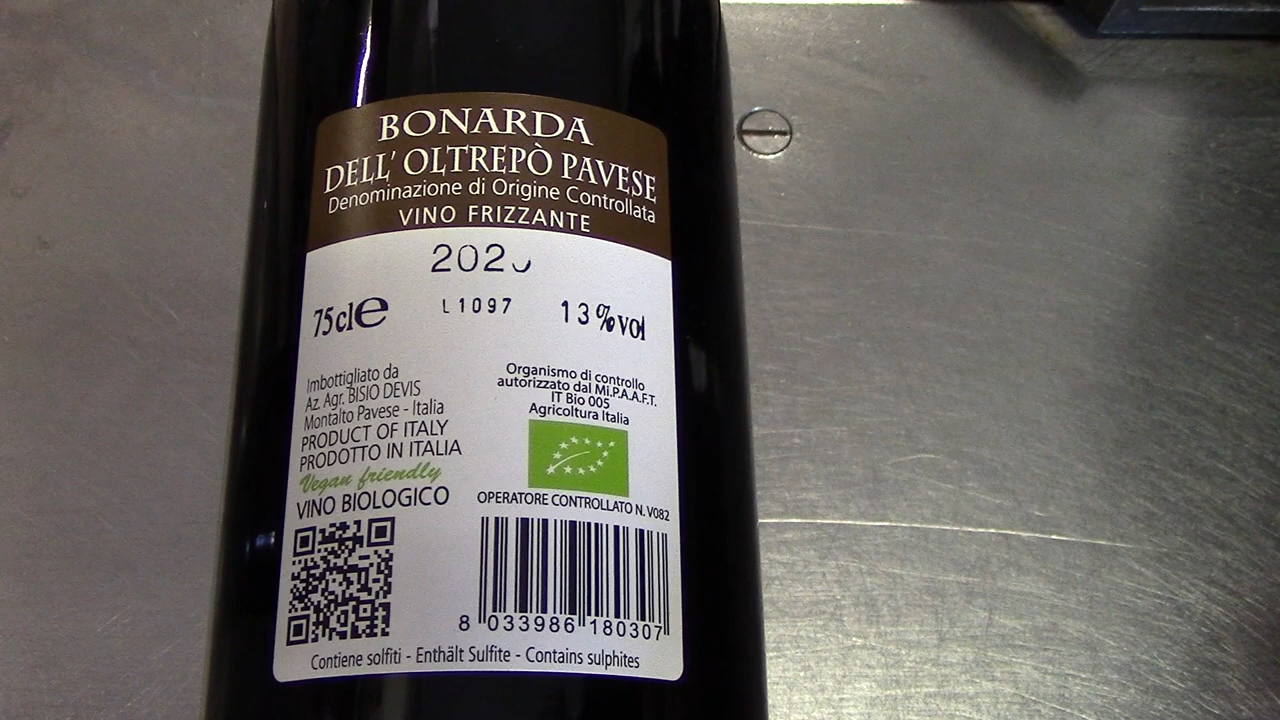 BONARDA
DELL' OLTREPÒ PAVESE
Denominazione di Origine Controllata
VINO FRIZZANTE
75cl e
L1097
13%vol
Imbottigliato da
Az. Agr. BISIO DEVIS
Montalto Pavese - Italia
PRODUCT OF ITALY
PRODOTTO IN ITALIA
Vegan friendly
VINO BIOLOGICO
Organismo di controllo
autorizzato dal Mi.P.A.A.F.T.
IT Bio 005
Agricoltura Italia
OPERATORE CONTROLLATO N. V082
8 033986 180307
Contiene solfiti - Enthält Sulfite - Contains sulphites